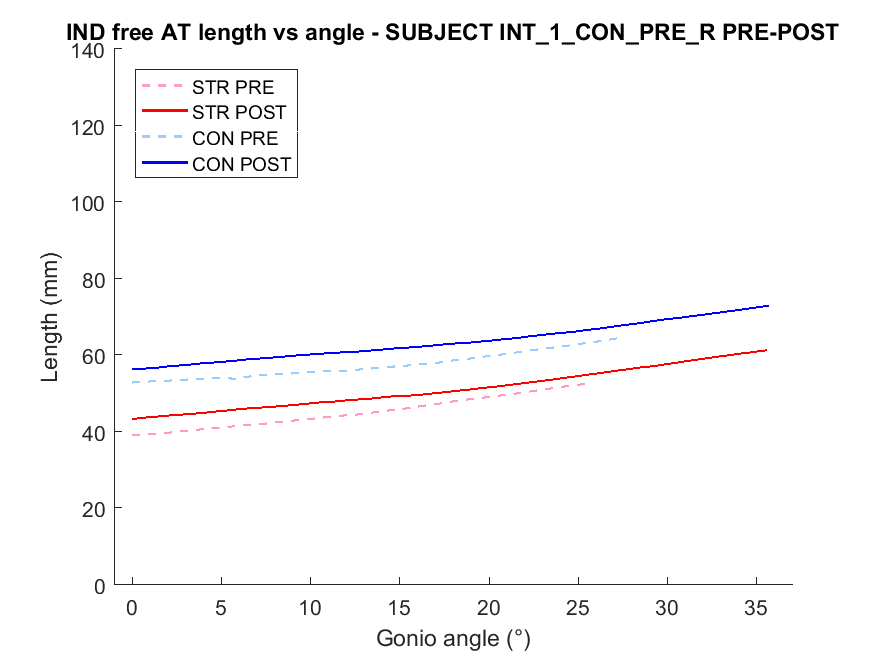 IND free AT length vs angle - SUBJECT INT_1_CON_PRE_R PRE-POST
140
120
100
80
60
40
20
0
Length (mm)
STR PRE
STR POST
CON PRE
CON POST
0 5 10 15 20 25 30 35
Gonio angle (°)